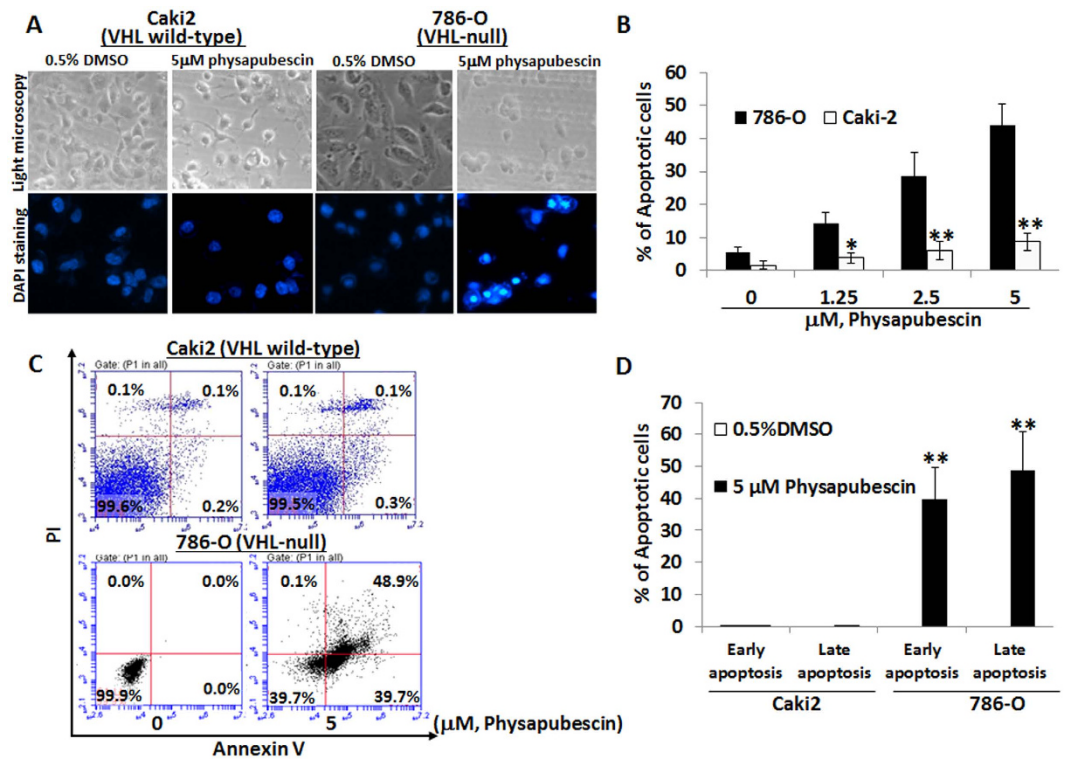 A
Caki2
(VHL wild-type)
786-O
(VHL-null)
0.5% DMSO
5μM physapubescin
0.5% DMSO
5μM physapubescin
Light microscopy
DAPI staining
B
% of Apoptotic cells
60
50
40
30
20
10
0
786-O
Caki-2
*
**
**
0 1.25 2.5 5
μM, Physapubescin
C
Caki2 (VHL wild-type)
Gate: (P1 in all)
0.1% 0.1%
99.6% 0.2%
Gate: (P1 in all)
0.1% 0.1%
99.5% 0.3%
786-O (VHL-null)
Gate: (P1 in all)
0.0% 0.0%
99.9% 0.0%
Gate: (P1 in all)
0.1% 48.9%
39.7% 39.7%
PI
0 5 (μM, Physapubescin)
Annexin V
D
% of Apoptotic cells
70
60
50
40
30
20
10
0
0.5%DMSO
5 μM Physapubescin
**
**
Early apoptosis
Late apoptosis
Early apoptosis
Late apoptosis
Caki2
786-O